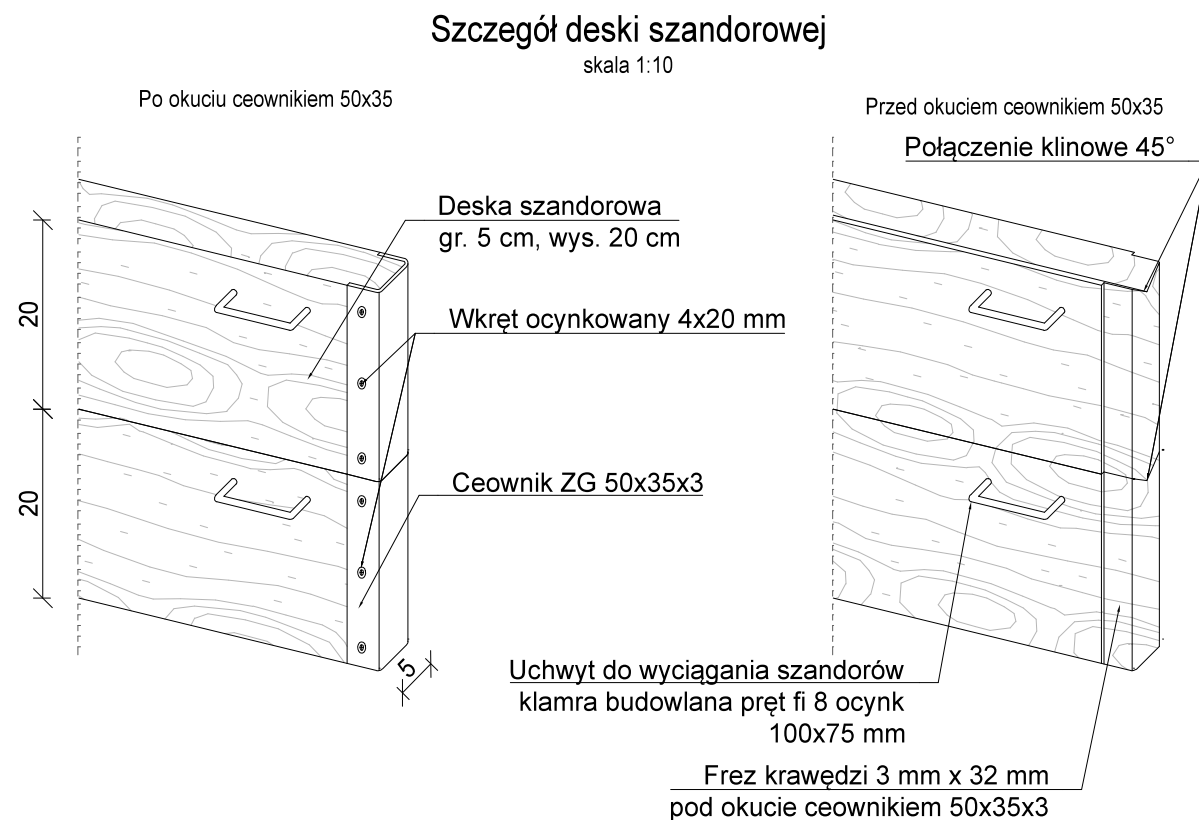 Szczegół deski szandorowej
skala 1:10
Po okuciu ceownikiem 50x35
Przed okuciem ceownikiem 50x35
Połączenie klinowe 45°
Deska szandorowa
gr. 5 cm, wys. 20 cm
20
Wkręt ocynkowany 4x20 mm
Ceownik ZG 50x35x3
20
5
Uchwyt do wyciągania szandorów
klamra budowlana pręt fi 8 ocynk
100x75 mm
Frez krawędzi 3 mm x 32 mm
pod okucie ceownikiem 50x35x3